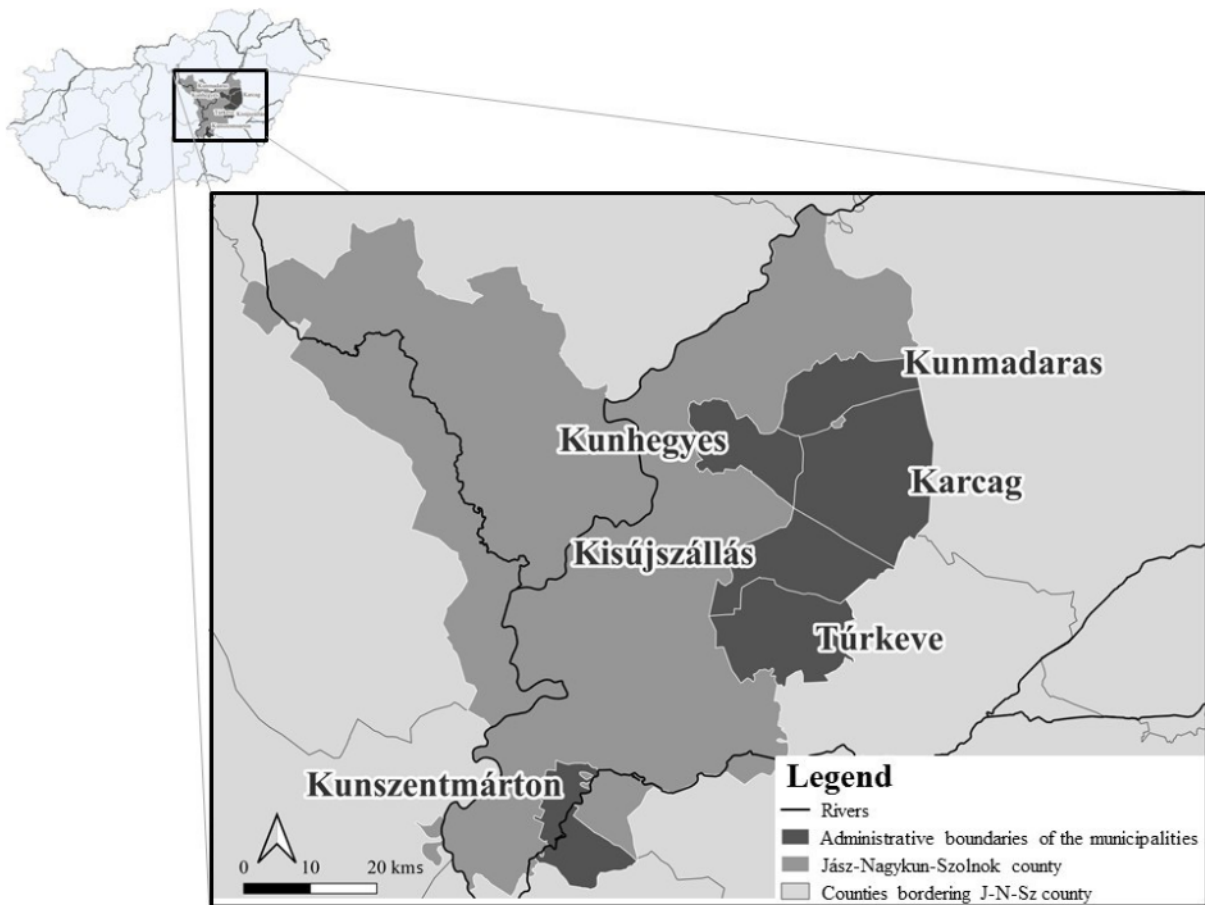 Kunmadaras
Kunhegyes
Karcag
Kisújszállás
Túrkeve
Kunszentmárton
0 10 20 kms
Legend
Rivers
Administrative boundaries of the municipalities
Jász-Nagykun-Szolnok county
Counties bordering J-N-Sz county